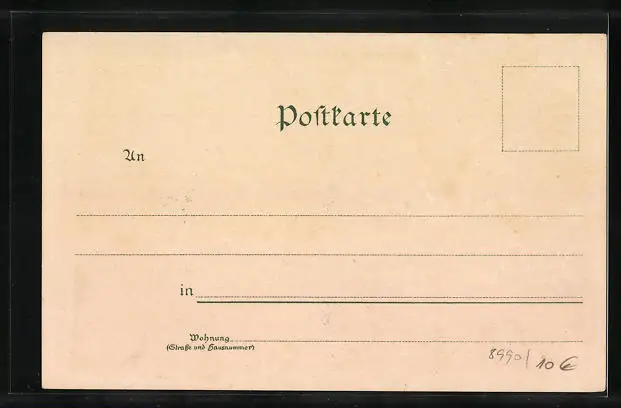 Postkarte
An
in
Wohnung
(Straße und Hausnummer)
8990/ 10 €